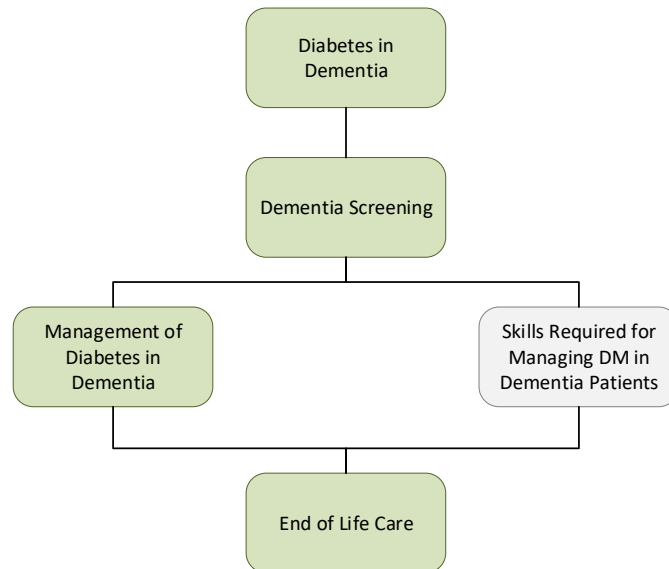 Diabetes in
Dementia
Dementia Screening
Management of
Diabetes in
Dementia
Skills Required for
Managing DM in
Dementia Patients
End of Life Care